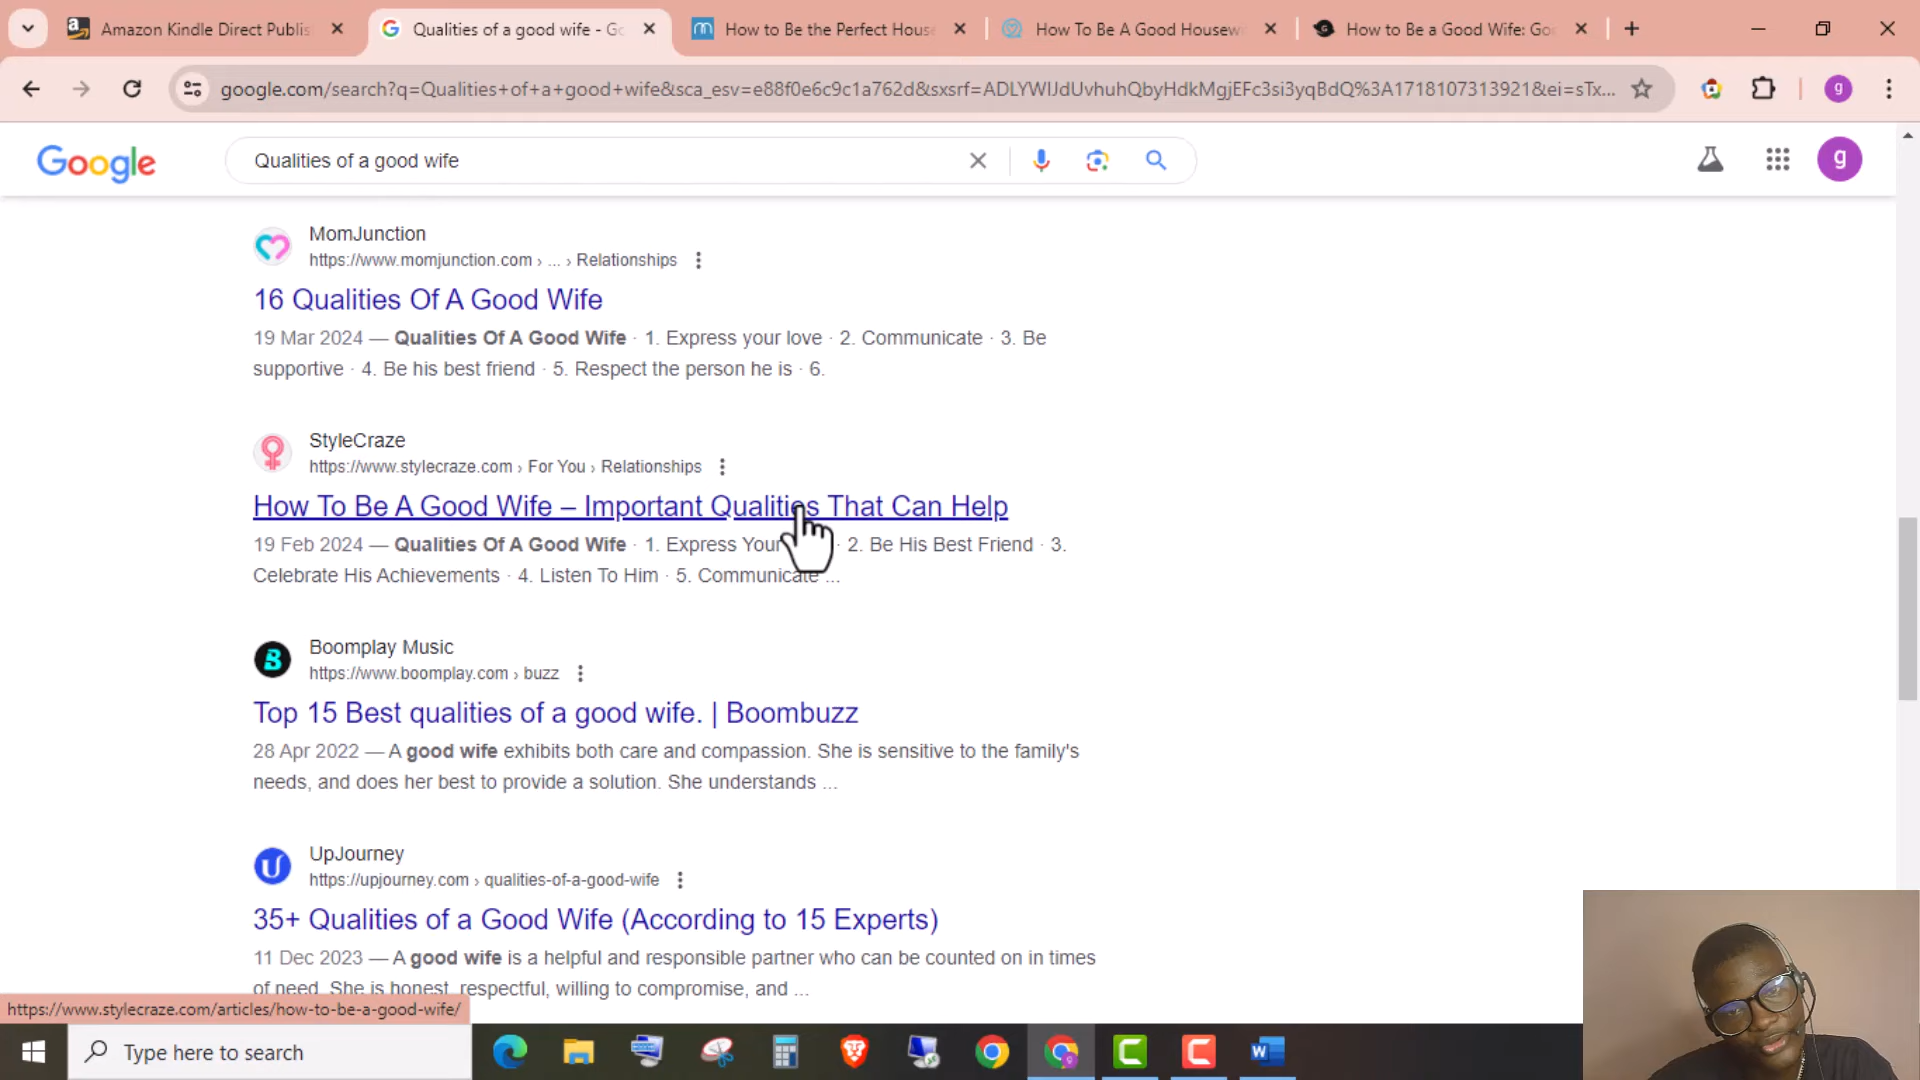 Amazon Kindle Direct Publis
Qualities of a good wife - Go
How to Be the Perfect House
How To Be A Good Housew
How to Be a Good Wife: Go
google.com/search?q=Qualities+of+a+good+wife&sca_esv=e88f0e6c9c1a762d&sxsrf=ADLYWIJdUvhuhQbyHdkMgjEFc3si3yqBdQ%3A1718107313921&ei=sTx...
g
Google
Qualities of a good wife
g
MomJunction
https://www.momjunction.com › ... › Relationships
16 Qualities Of A Good Wife
19 Mar 2024 — Qualities Of A Good Wife · 1. Express your love · 2. Communicate · 3. Be
supportive · 4. Be his best friend · 5. Respect the person he is · 6.
StyleCraze
https://www.stylecraze.com › For You › Relationships
How To Be A Good Wife – Important Qualities That Can Help
19 Feb 2024 — Qualities Of A Good Wife · 1. Express Your · 2. Be His Best Friend · 3.
Celebrate His Achievements · 4. Listen To Him · 5. Communicate ...
Boomplay Music
https://www.boomplay.com › buzz
Top 15 Best qualities of a good wife. | Boombuzz
28 Apr 2022 — A good wife exhibits both care and compassion. She is sensitive to the family's
needs, and does her best to provide a solution. She understands ...
UpJourney
https://upjourney.com › qualities-of-a-good-wife
35+ Qualities of a Good Wife (According to 15 Experts)
11 Dec 2023 — A good wife is a helpful and responsible partner who can be counted on in times
of need. She is honest, respectful, willing to compromise, and ...
https://www.stylecraze.com/articles/how-to-be-a-good-wife/
Type here to search